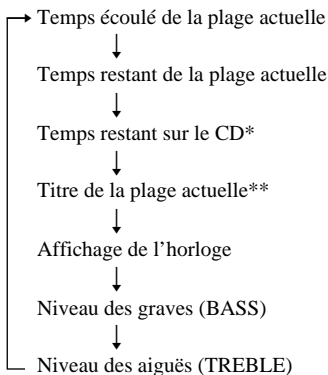 Temps écoulé de la plage actuelle
Temps restant de la plage actuelle
Temps restant sur le CD*
Titre de la plage actuelle**
Affichage de l’horloge
Niveau des graves (BASS)
Niveau des aiguës (TREBLE)